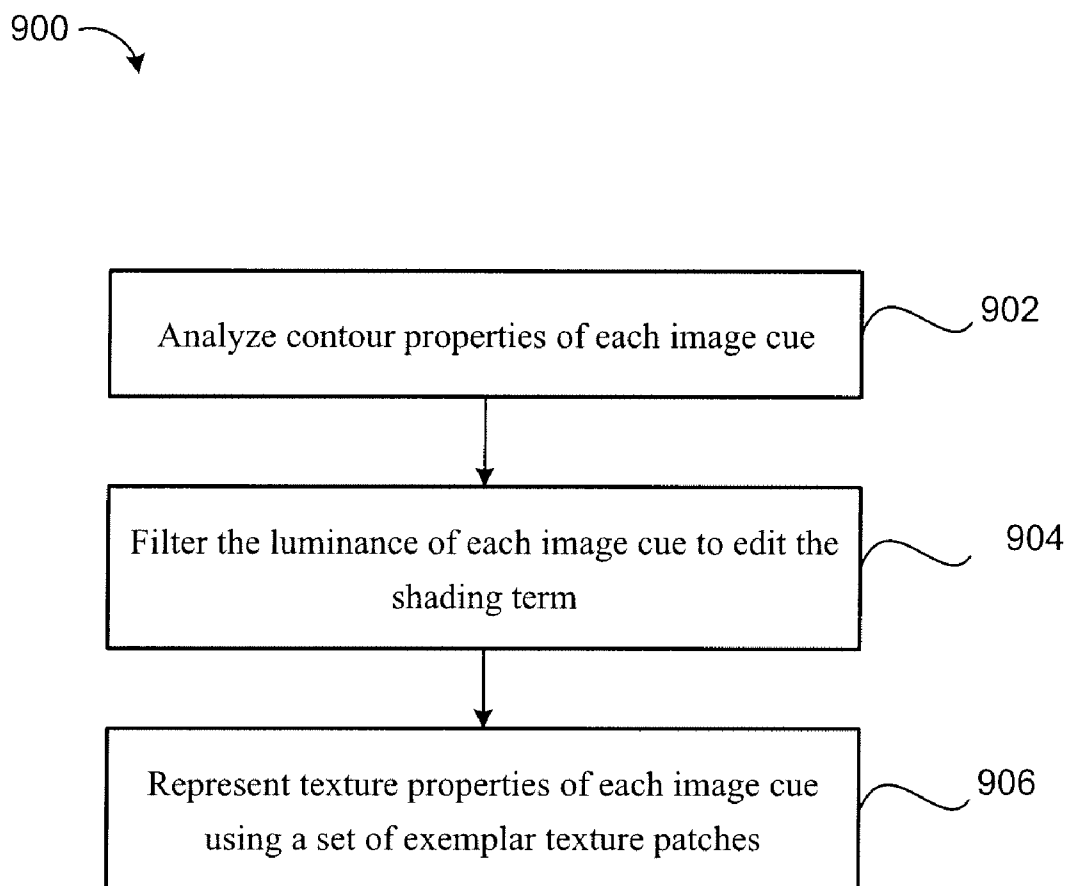 900
Analyze contour properties of each image cue
902
Filter the luminance of each image cue to edit the
shading term
904
Represent texture properties of each image cue
using a set of exemplar texture patches
906